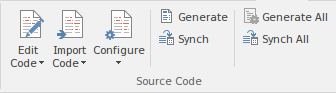 Edit Code
Import Code
Configure
Generate
Synch
Generate All
Synch All
Source Code